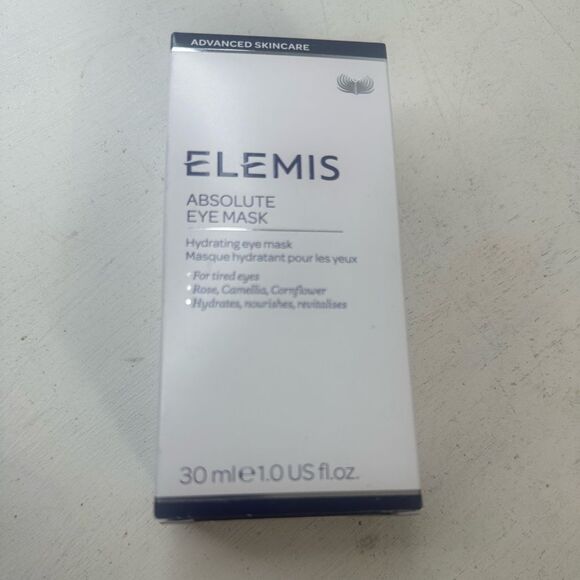 ADVANCED SKINCARE
ELEMIS
ABSOLUTE
EYE MASK
Hydrating eye mask
Masque hydratant pour les yeux
• For tired eyes
• Rose, Camellia, Cornflower
• Hydrates, nourishes, revitalises
30 ml e 1.0 US fl.oz.